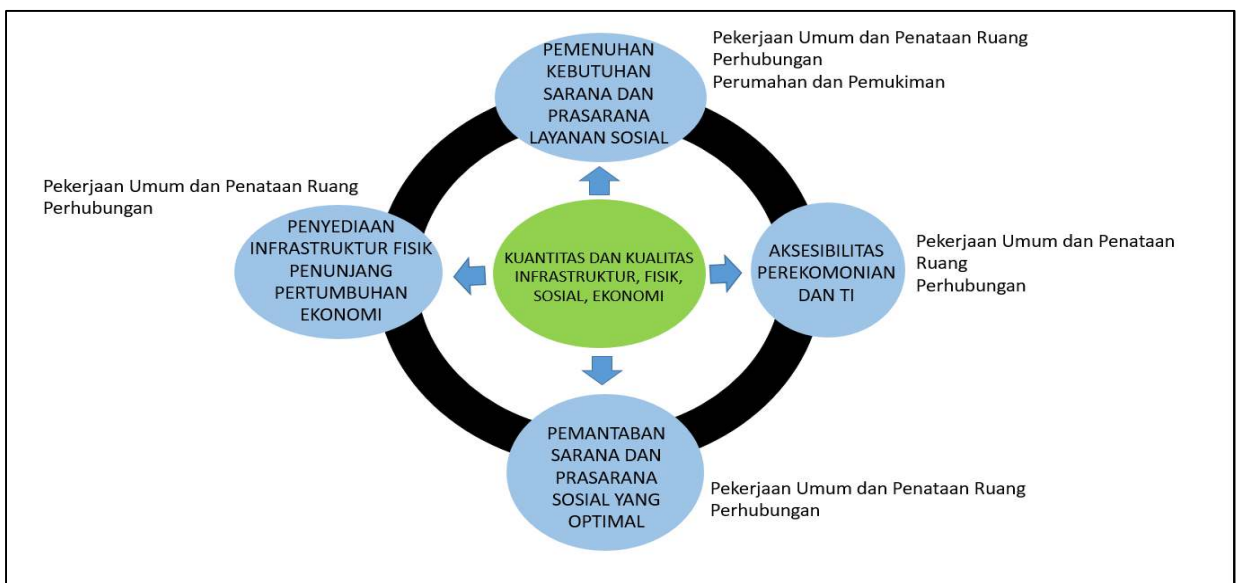 PEMENUHAN
KEBUTUHAN
SARANA DAN
PRASARANA
LAYANAN SOSIAL
Pekerjaan Umum dan Penataan Ruang
Perhubungan
Perumahan dan Pemukiman
Pekerjaan Umum dan Penataan Ruang
Perhubungan
PENYEDIAAN
INFRASTRUKTUR FISIK
PENUNJANG
PERTUMBUHAN
EKONOMI
KUANTITAS DAN KUALITAS
INFRASTRUKTUR, FISIK,
SOSIAL, EKONOMI
AKSESIBILITAS
PEREKOMONIAN
DAN TI
Pekerjaan Umum dan Penataan
Ruang
Perhubungan
PEMANTABAN
SARANA DAN
PRASARANA
SOSIAL YANG
OPTIMAL
Pekerjaan Umum dan Penataan Ruang
Perhubungan